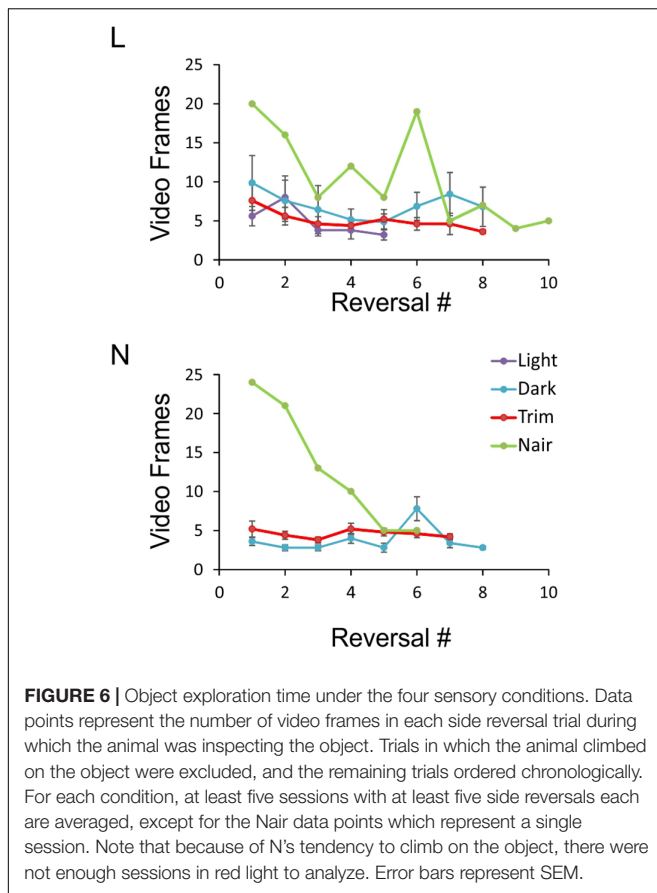 L
25
20
15
10
5
0
Video Frames
0 2 4 6 8 10
Reversal #
N
Light
Dark
Trim
Nair
25
20
15
10
5
0
Video Frames
0 2 4 6 8 10
Reversal #
FIGURE 6 | Object exploration time under the four sensory conditions. Data
points represent the number of video frames in each side reversal trial during
which the animal was inspecting the object. Trials in which the animal climbed
on the object were excluded, and the remaining trials ordered chronologically.
For each condition, at least five sessions with at least five side reversals each
are averaged, except for the Nair data points which represent a single
session. Note that because of N's tendency to climb on the object, there were
not enough sessions in red light to analyze. Error bars represent SEM.